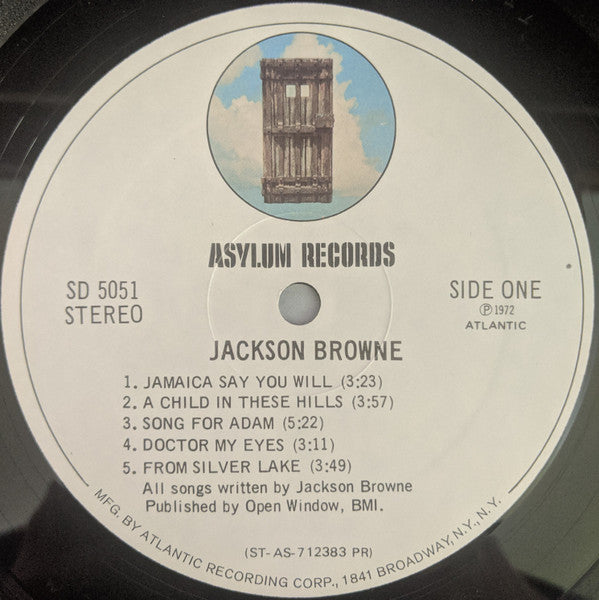 ASYLUM RECORDS
SD 5051
STEREO
SIDE ONE
Ⓟ 1972
ATLANTIC
JACKSON BROWNE
1. JAMAICA SAY YOU WILL (3:23)
2. A CHILD IN THESE HILLS (3:57)
3. SONG FOR ADAM (5:22)
4. DOCTOR MY EYES (3:11)
5. FROM SILVER LAKE (3:49)
All songs written by Jackson Browne
Published by Open Window, BMI.
(ST-AS-712383 PR)
MFG. BY ATLANTIC RECORDING CORP., 1841 BROADWAY, N.Y., N.Y.